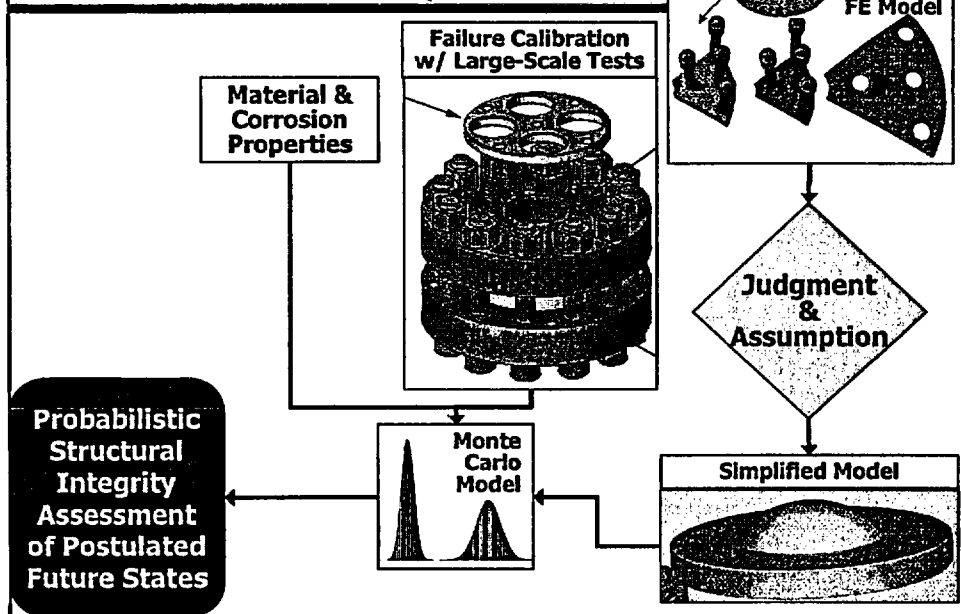 FE Model
Failure Calibration
w/ Large-Scale Tests
Material &
Corrosion
Properties
Judgment
&
Assumption
Probabilistic
Structural
Integrity
Assessment
of Postulated
Future States
Monte
Carlo
Model
Simplified Model